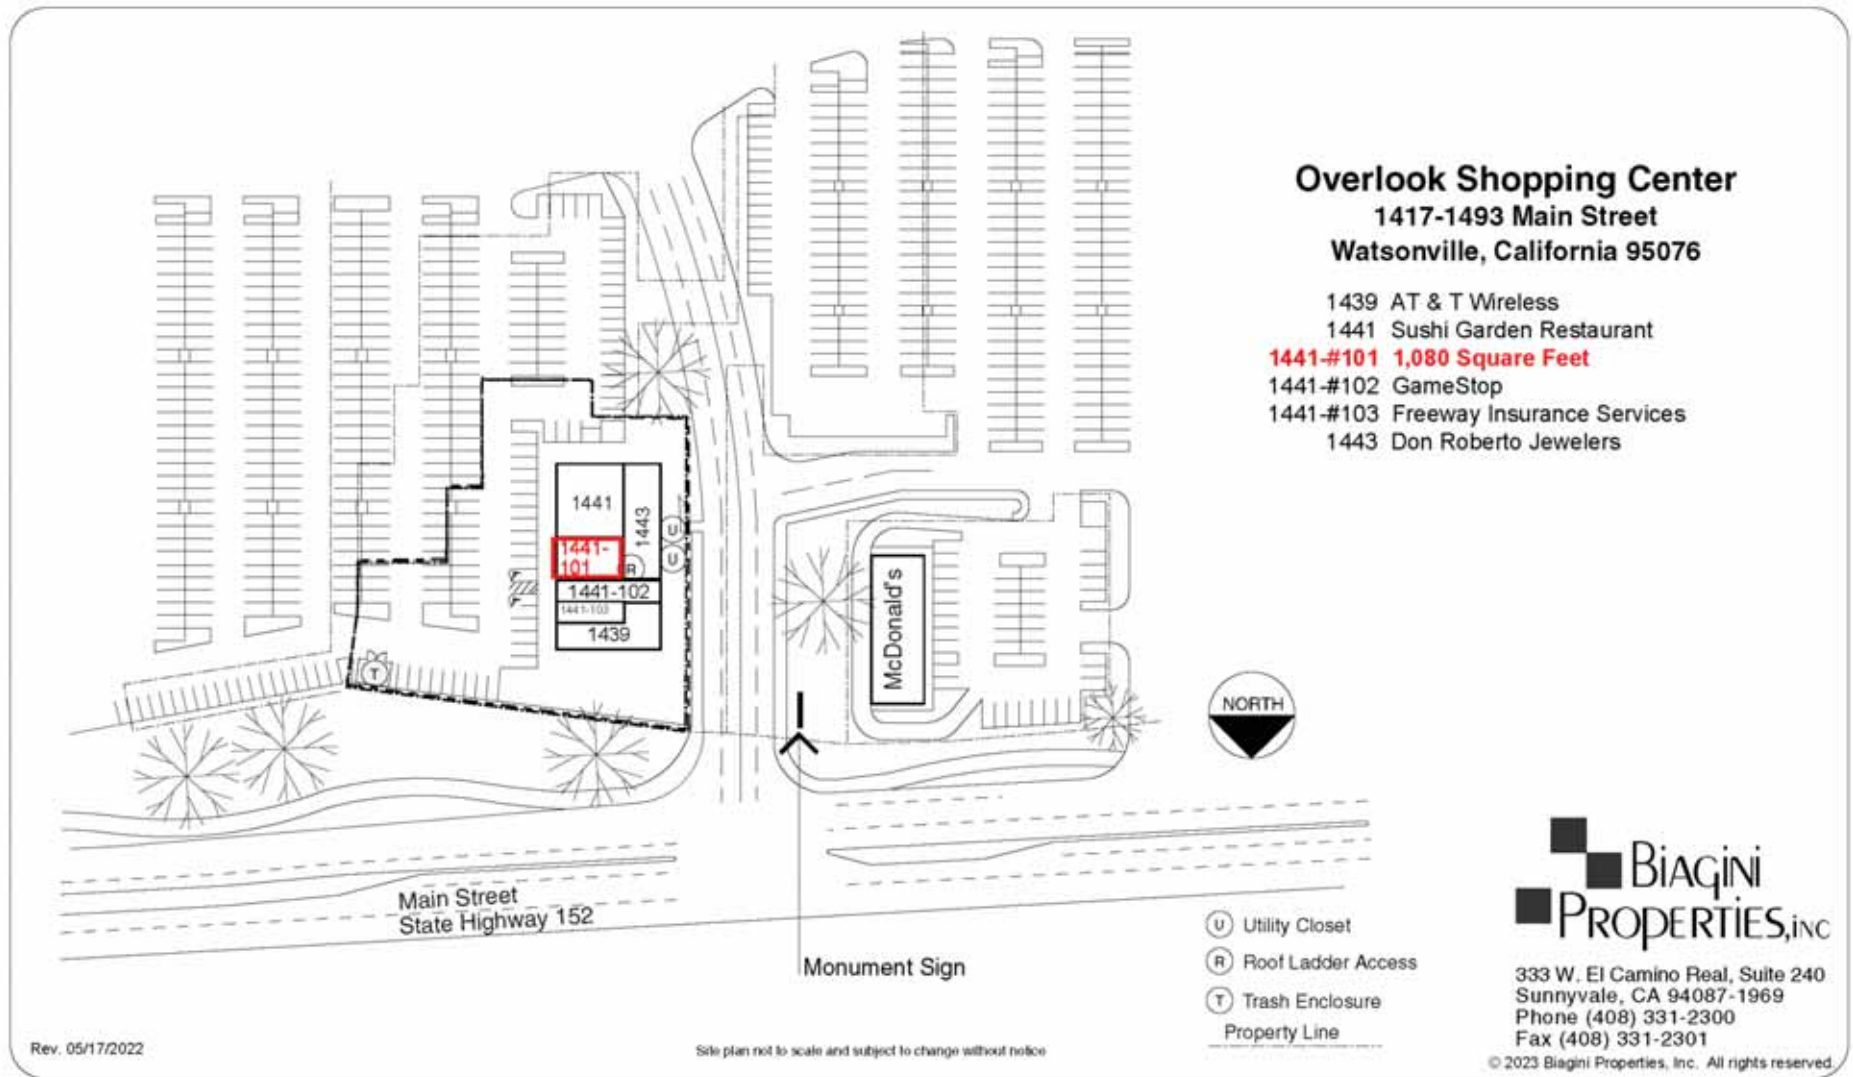 Overlook Shopping Center
1417-1493 Main Street
Watsonville, California 95076
1439 AT & T Wireless
1441 Sushi Garden Restaurant
1441-#101 1,080 Square Feet
1441-#102 GameStop
1441-#103 Freeway Insurance Services
1443 Don Roberto Jewelers
1441
1443
1441-
101
R
U
U
1441-102
1441-103
1439
T
McDonald's
NORTH
Main Street
State Highway 152
Monument Sign
U Utility Closet
R Roof Ladder Access
T Trash Enclosure
Property Line
BIAGINI
PROPERTIES, INC
333 W. El Camino Real, Suite 240
Sunnyvale, CA 94087-1969
Phone (408) 331-2300
Fax (408) 331-2301
© 2023 Biagini Properties, Inc. All rights reserved.
Rev. 05/17/2022
Site plan not to scale and subject to change without notice